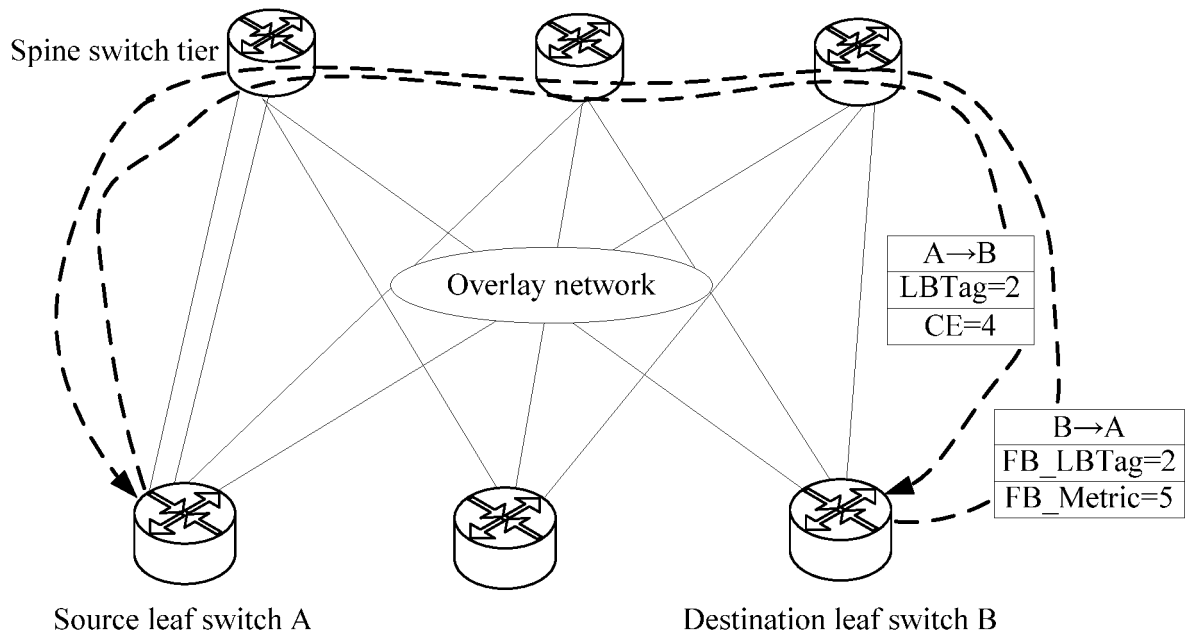 Spine switch tier
Overlay network
A→B
LBTag=2
CE=4
B→A
FB_LBTag=2
FB_Metric=5
Source leaf switch A
Destination leaf switch B